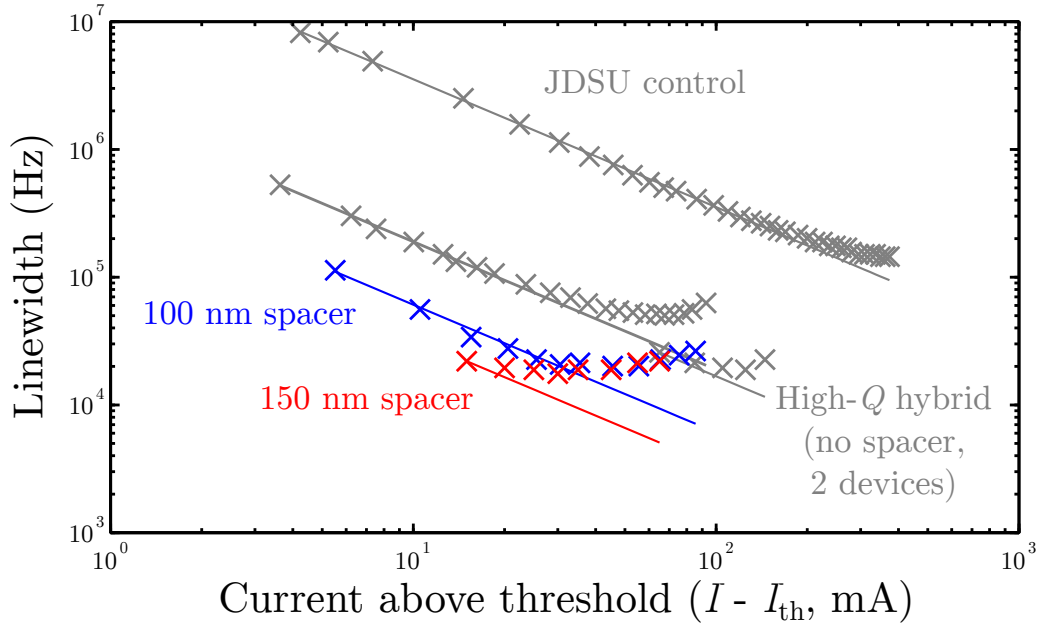 10^7
10^6
10^5
10^4
10^3
Linewidth (Hz)
JDSU control
100 nm spacer
150 nm spacer
High-Q hybrid
(no spacer,
2 devices)
10^0
10^1
10^2
10^3
Current above threshold (I - I_th, mA)